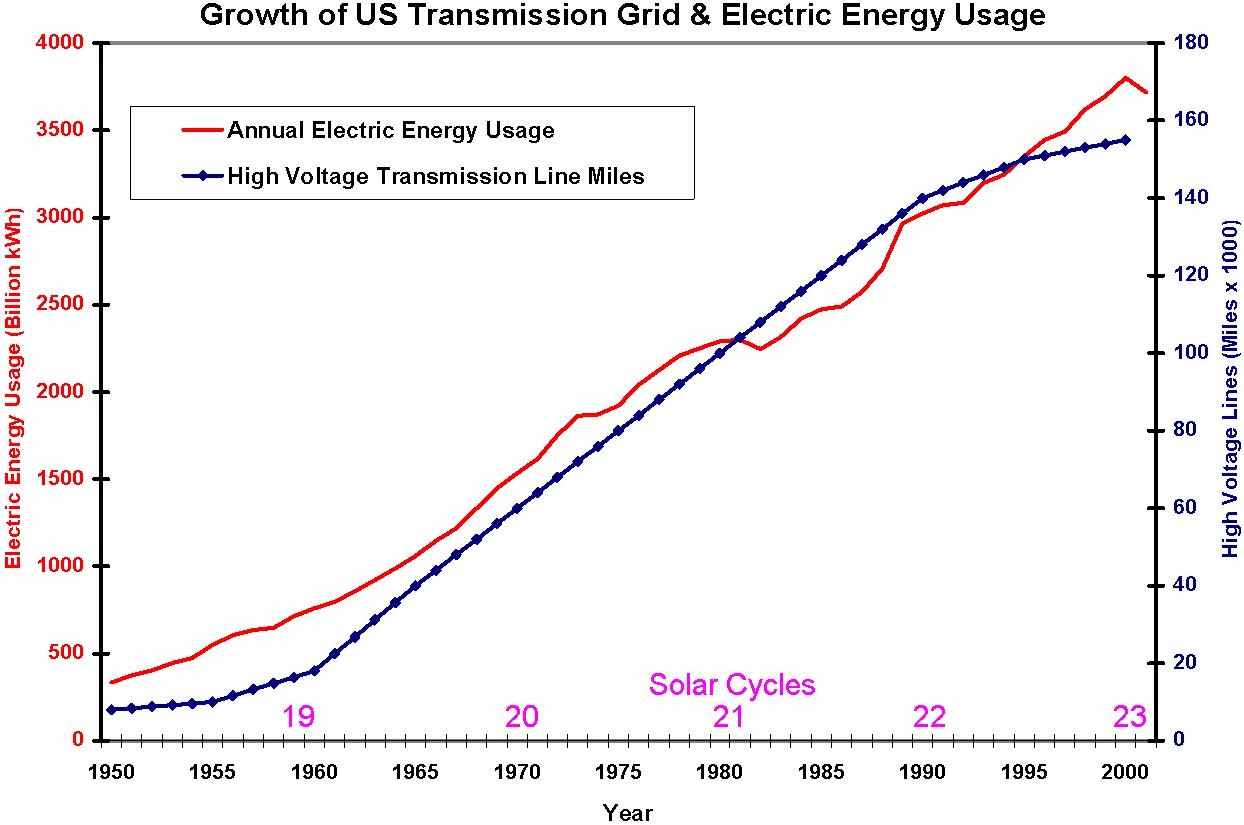 Growth of US Transmission Grid & Electric Energy Usage
4000
3500
3000
2500
2000
1500
1000
500
0
Electric Energy Usage (Billion kWh)
Annual Electric Energy Usage
High Voltage Transmission Line Miles
180
160
140
120
100
80
60
40
20
0
High Voltage Lines (Miles x 1000)
Solar Cycles
19 20 21 22 23
1950 1955 1960 1965 1970 1975 1980 1985 1990 1995 2000
Year